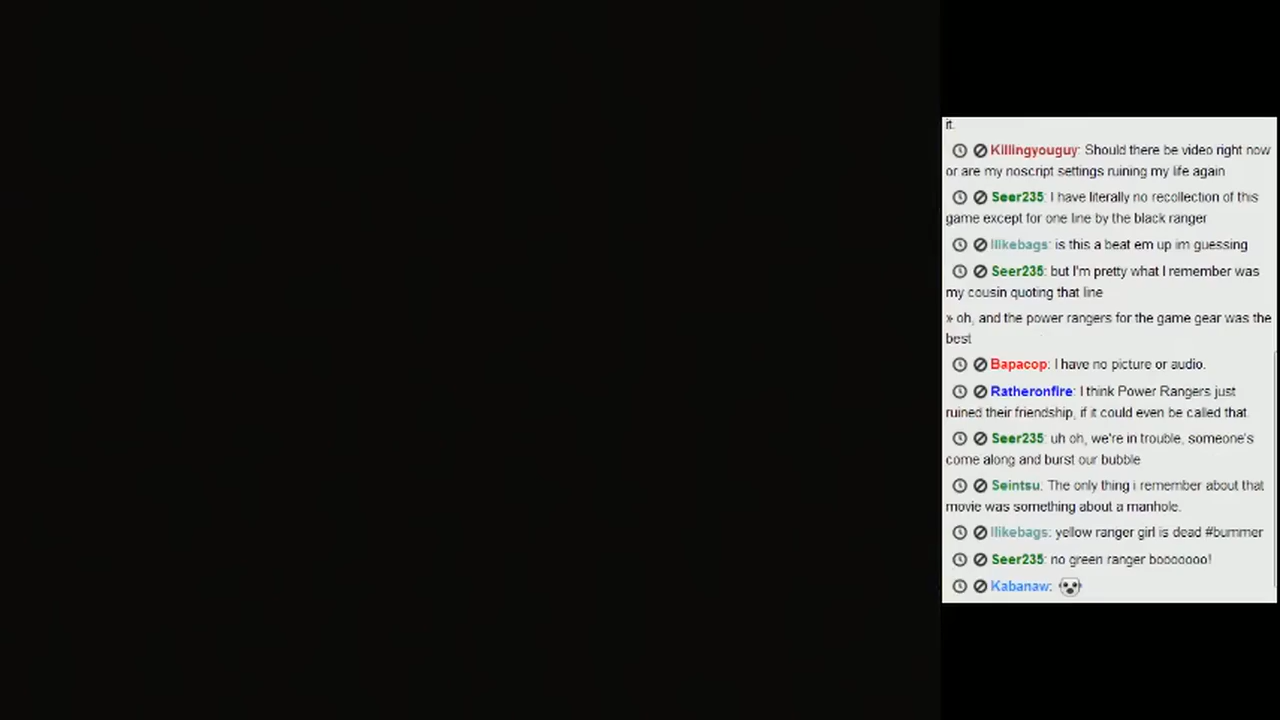 it.
Killingyouguy: Should there be video right now
or are my noscript settings ruining my life again
Seer235: I have literally no recollection of this
game except for one line by the black ranger
llikebags: is this a beat em up im guessing
Seer235: but I'm pretty what I remember was
my cousin quoting that line
» oh, and the power rangers for the game gear was the
best
Bapacop: I have no picture or audio.
Ratheronfire: I think Power Rangers just
ruined their friendship, if it could even be called that.
Seer235: uh oh, we're in trouble, someone's
come along and burst our bubble
Seintsu: The only thing i remember about that
movie was something about a manhole.
llikebags: yellow ranger girl is dead #bummer
Seer235: no green ranger booooooo!
Kabanaw: